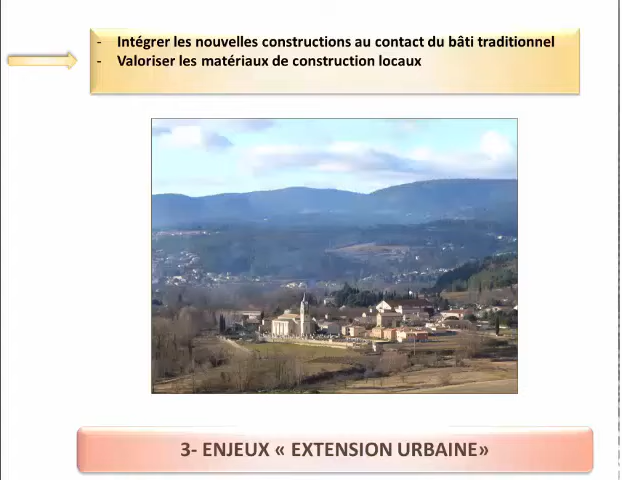 - Intégrer les nouvelles constructions au contact du bâti traditionnel
- Valoriser les matériaux de construction locaux
3- ENJEUX « EXTENSION URBAINE»